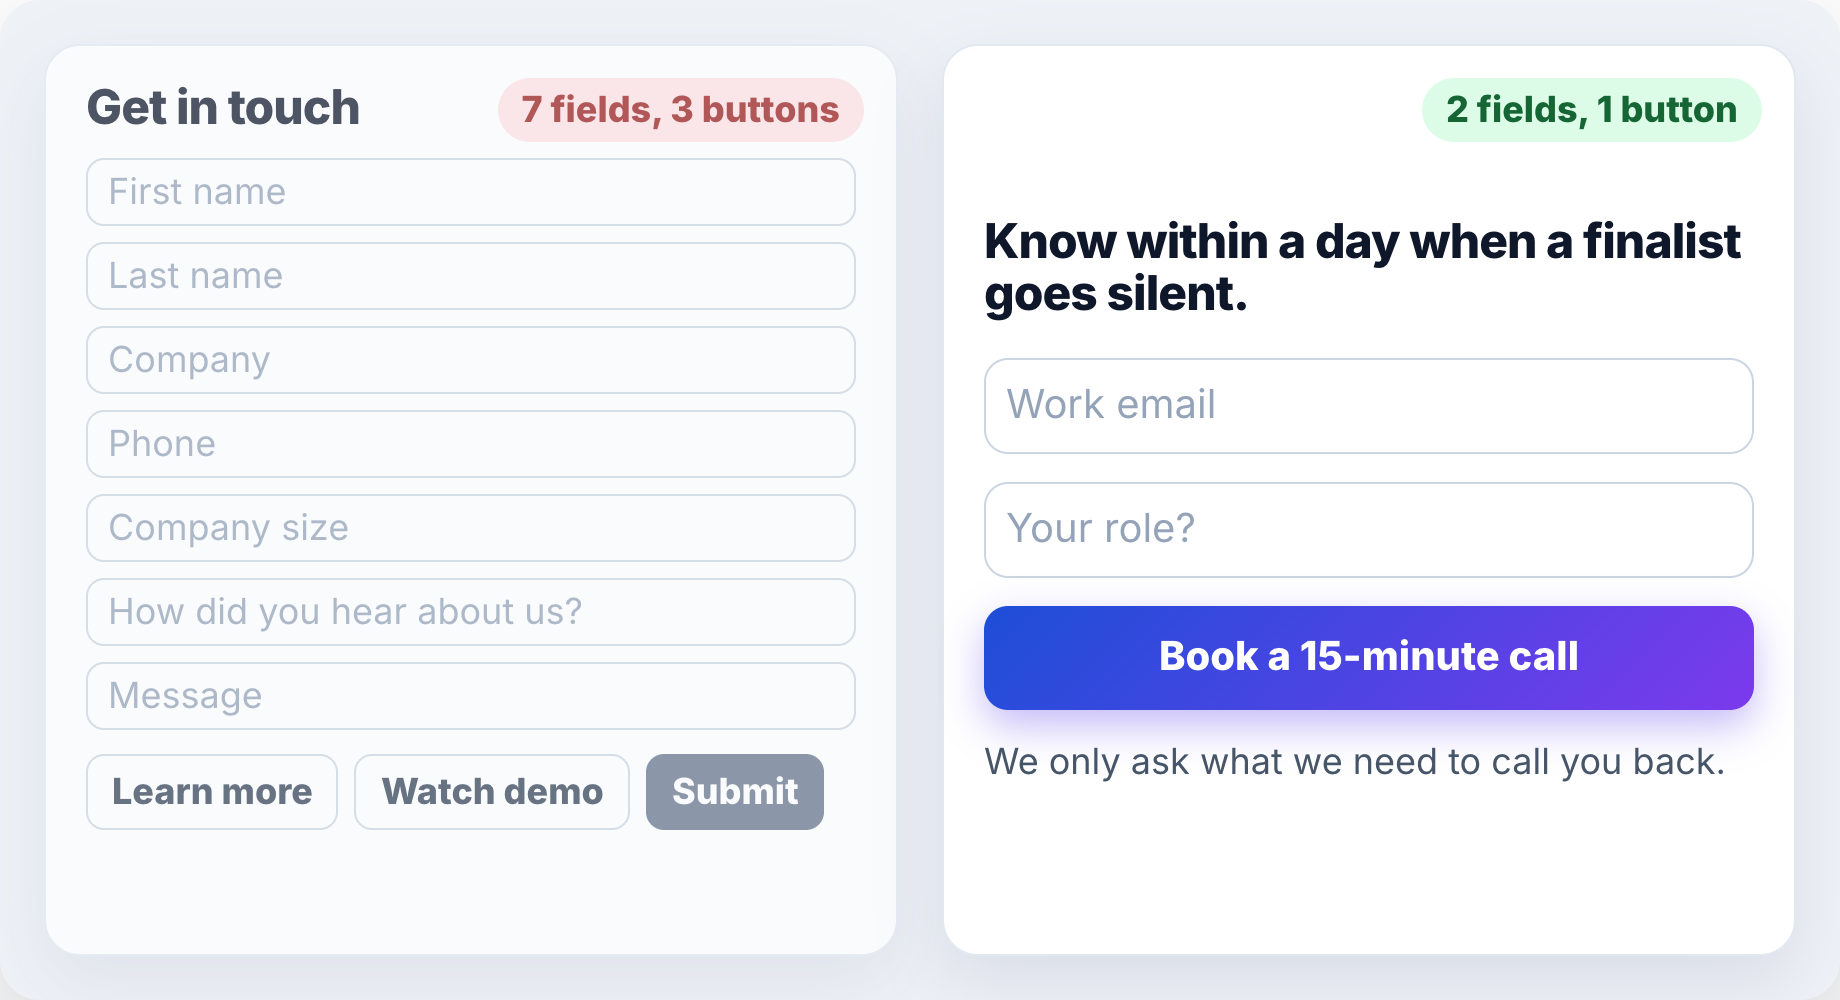 Get in touch
7 fields, 3 buttons
First name
Last name
Company
Phone
Company size
How did you hear about us?
Message
Learn more
Watch demo
Submit
2 fields, 1 button
Know within a day when a finalist
goes silent.
Work email
Your role?
Book a 15-minute call
We only ask what we need to call you back.